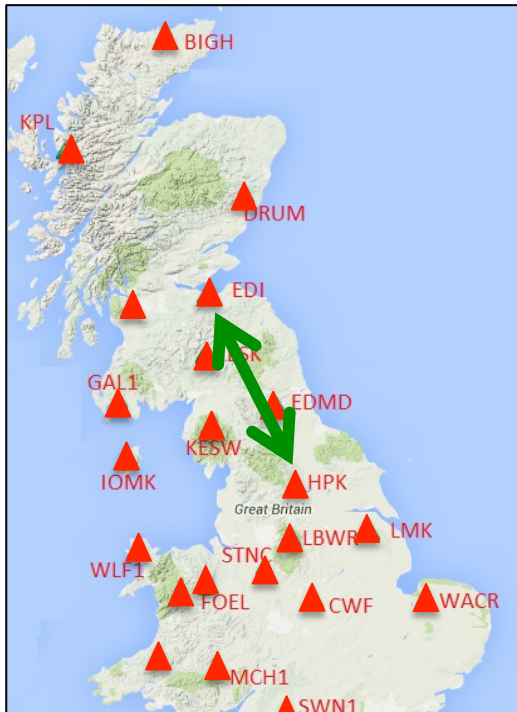 BIGH
KPL
DRUM
EDI
GAL1
EDMD
KESW
IOMK
HPK
Great Britain
LMK
LBWR
STNC
WLF1
FOEL
CWF
WACR
MCH1
SWN1